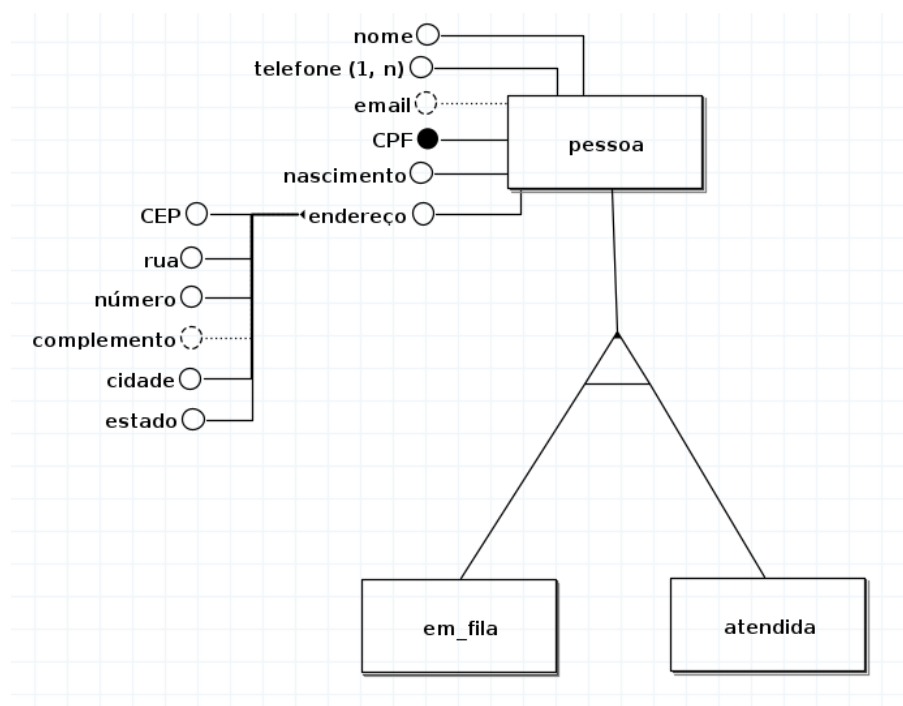 nome
telefone (1, n)
email
CPF
nascimento
endereço
CEP
rua
número
complemento
cidade
estado
pessoa
em_fila
atendida